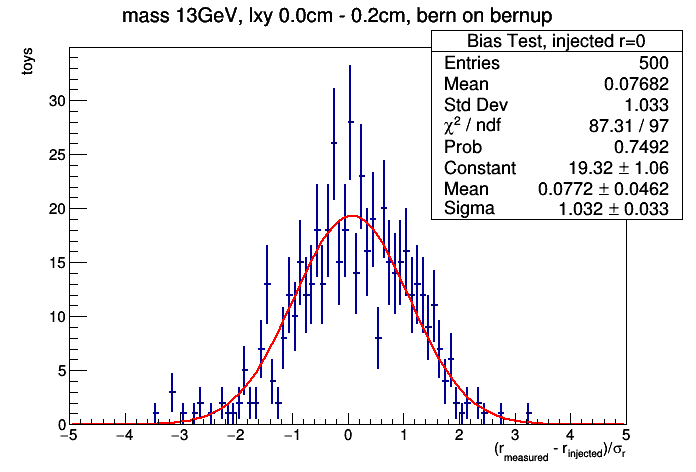 mass 13GeV, lxy 0.0cm - 0.2cm, bern on bernup
toys
Bias Test, injected r=0
Entries 500
Mean 0.07682
Std Dev 1.033
χ² / ndf 87.31 / 97
Prob 0.7492
Constant 19.32 ± 1.06
Mean 0.0772 ± 0.0462
Sigma 1.032 ± 0.033
30
25
20
15
10
5
0
−5 −4 −3 −2 −1 0 1 2 3 4 5
(r_measured - r_injected)/σ_r